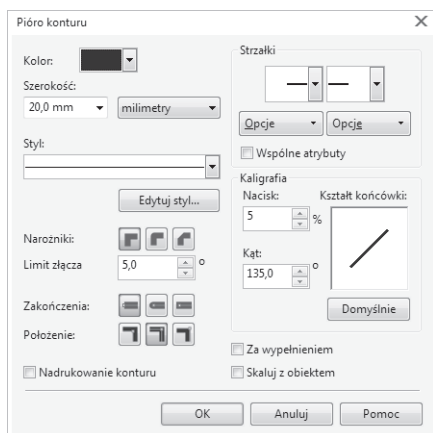 Pióro konturu
Kolor:
Szerokość:
20,0 mm
milimetry
Styl:
Edytuj styl...
Narożniki:
Limit złącza
5,0
o
Zakończenia:
Położenie:
Nadrukowanie konturu
Strzałki
Opcje
Opcje
Wspólne atrybuty
Kaligrafia
Nacisk:
Kształt końcówki:
5
%
Kąt:
135,0
o
Domyślnie
Za wypełnieniem
Skaluj z obiektem
OK
Anuluj
Pomoc